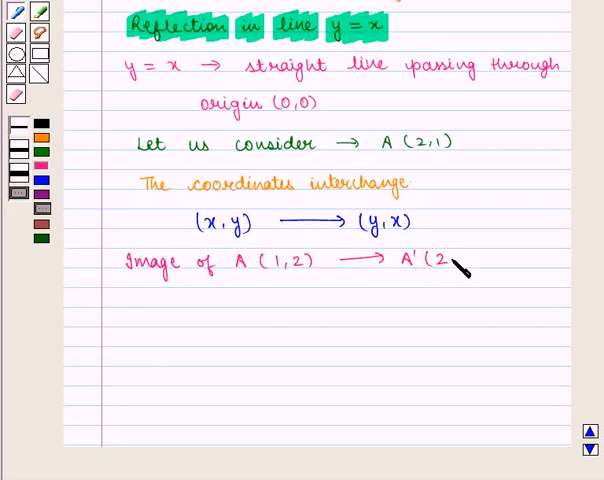 Reflection in line y = x
y = x → straight line passing through
origin (0,0)
Let us consider → A (2,1)
The coordinates interchange
(x,y) → (y,x)
Image of A (1,2) → A' (2